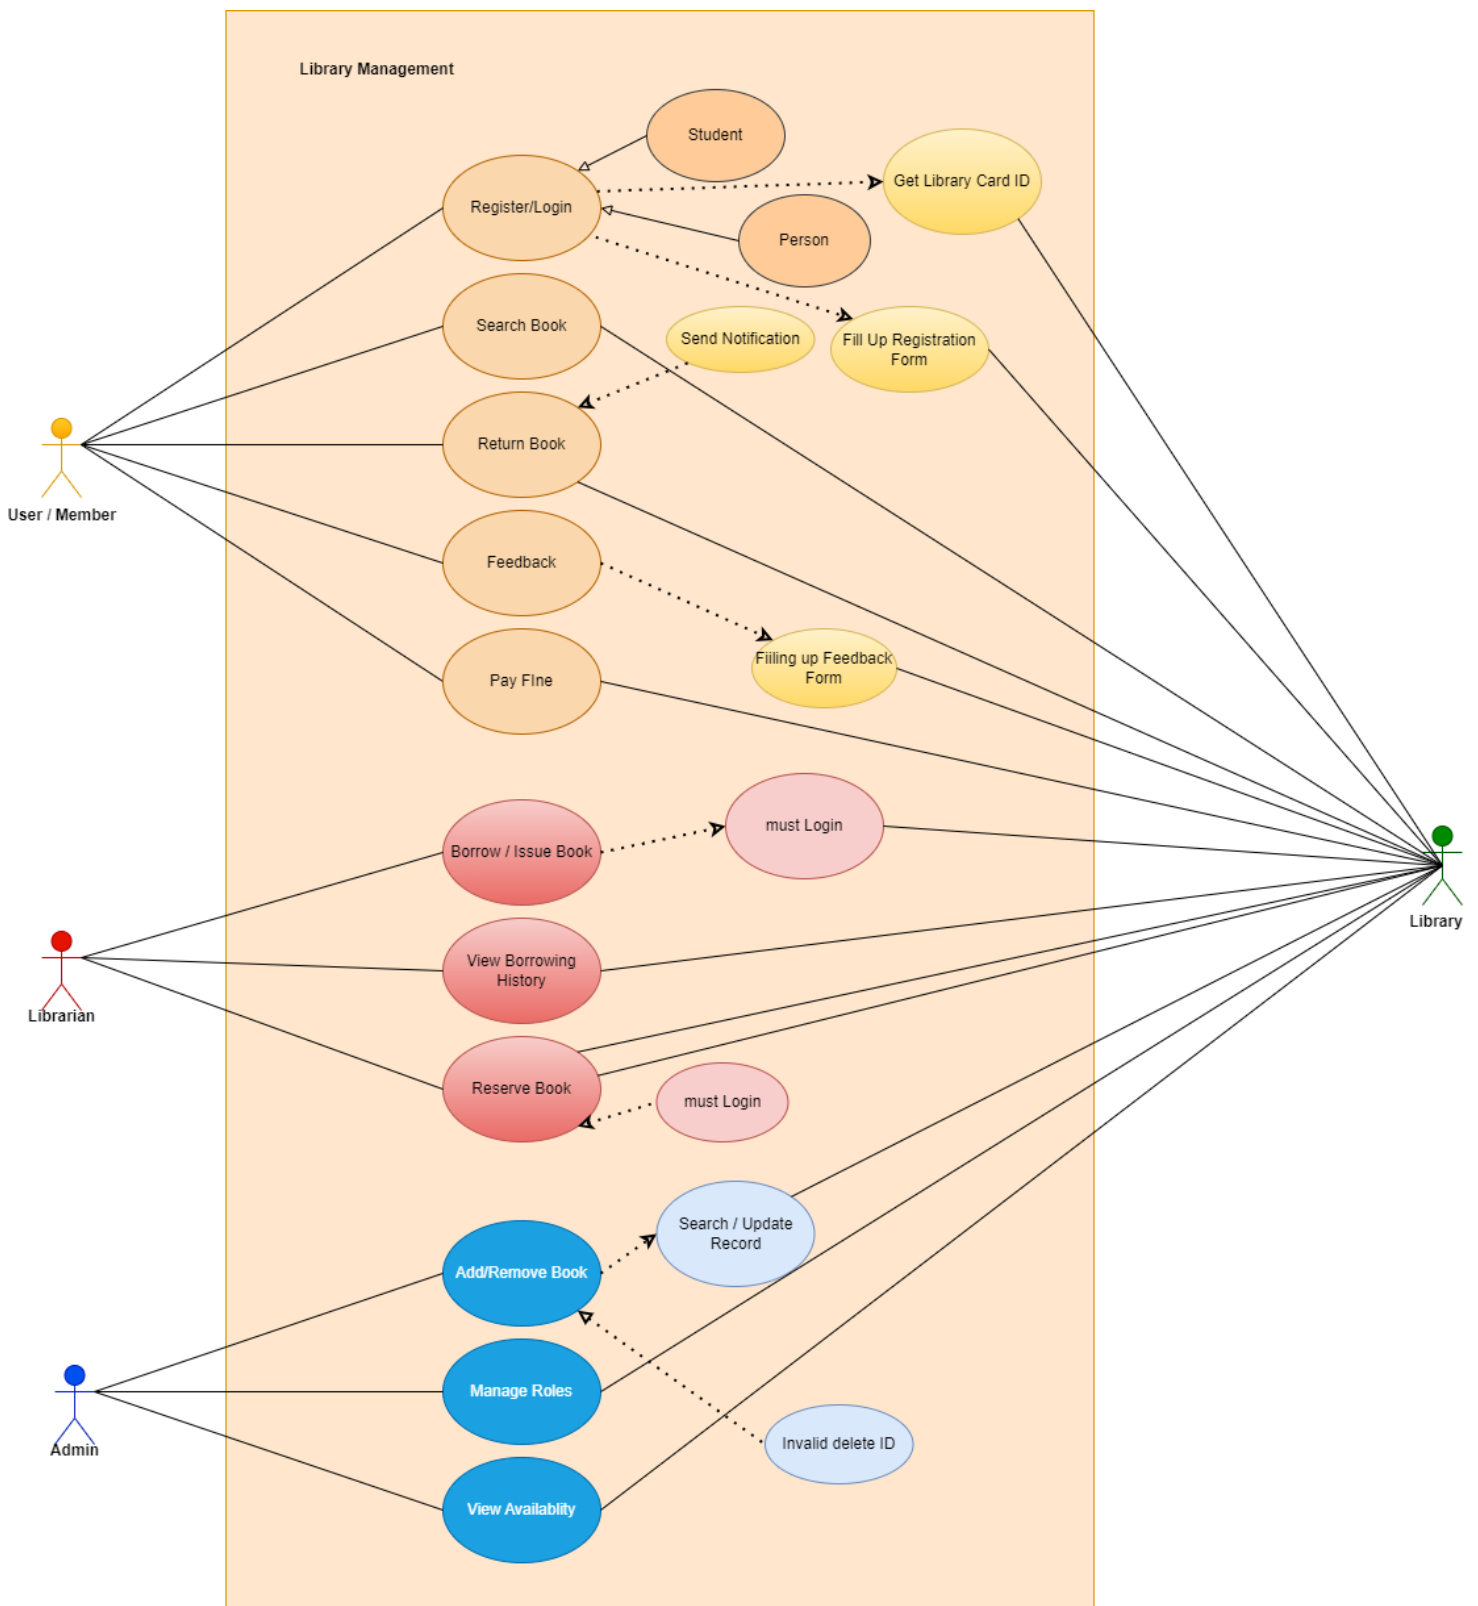 Library Management
Student
Get Library Card ID
Register/Login
Person
Search Book
Send Notification
Fill Up Registration
Form
Return Book
User / Member
Feedback
Fiiling up Feedback
Form
Pay FIne
must Login
Borrow / Issue Book
Library
View Borrowing
History
Librarian
Reserve Book
must Login
Search / Update
Record
Add/Remove Book
Manage Roles
Invalid delete ID
Admin
View Availablity